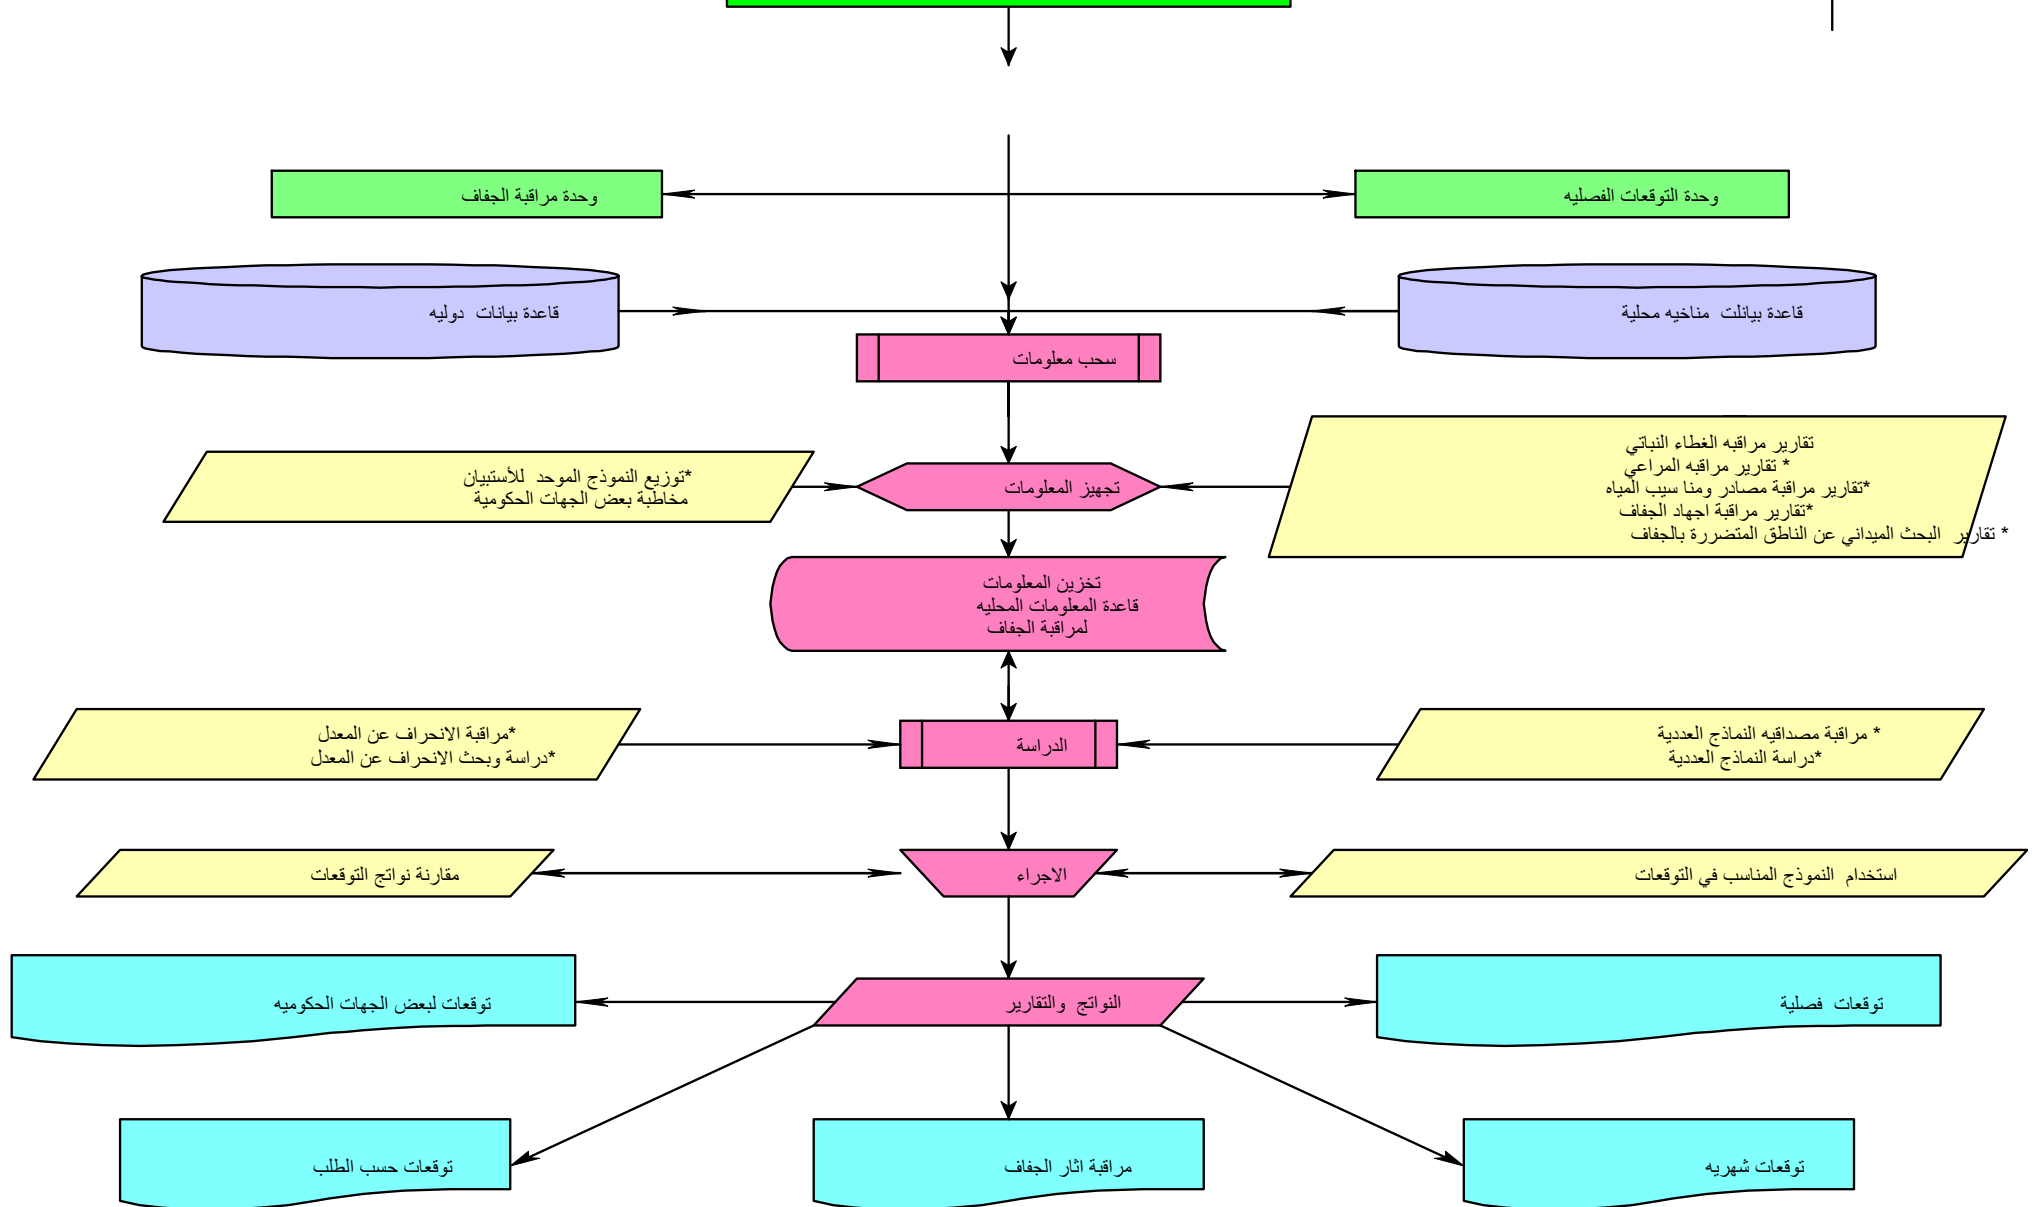 وحدة التوقعات الفصليه
وحدة مراقبة الجفاف
قاعدة بيانلت مناخيه محلية
قاعدة بيانات دوليه
سحب معلومات
تقارير مراقبه الغطاء النباتي
* تقارير مراقبه المراعي
*تقارير مراقبة مصادر ومنا سيب المياه
*تقارير مراقبة اجهاد الجفاف
* تقارير البحث الميداني عن الناطق المتضررة بالجفاف
تجهيز المعلومات
*توزيع النموذج الموحد للأستبيان
مخاطبة بعض الجهات الحكومية
تخزين المعلومات
قاعدة المعلومات المحليه
لمراقبة الجفاف
* مراقبة مصداقيه النماذج العددية
*دراسة النماذج العددية
الدراسة
*مراقبة الانحراف عن المعدل
*دراسة وبحث الانحراف عن المعدل
استخدام النموذج المناسب في التوقعات
الاجراء
مقارنة نواتج التوقعات
توقعات فصلية
النواتج والتقارير
توقعات لبعض الجهات الحكوميه
توقعات شهريه
مراقبة اثار الجفاف
توقعات حسب الطلب